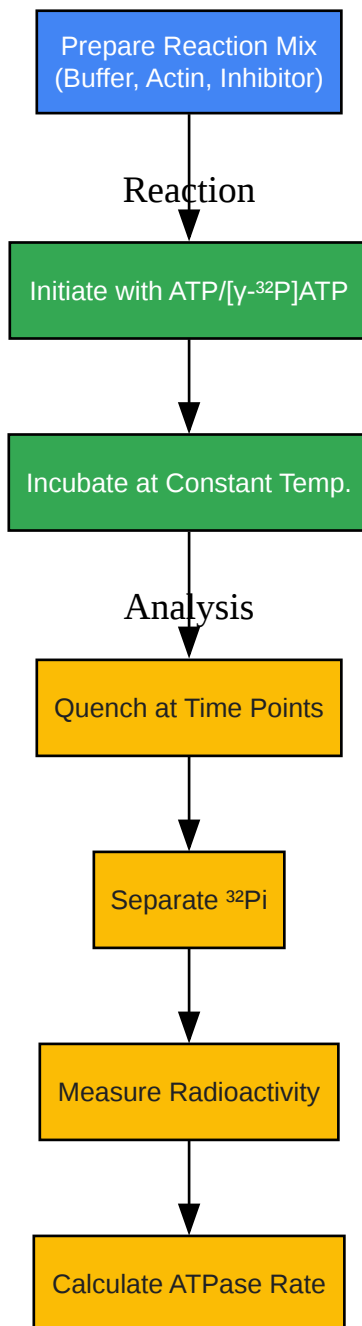 Prepare Reaction Mix
(Buffer, Actin, Inhibitor)
Reaction
Initiate with ATP/[γ-³²P]ATP
Incubate at Constant Temp.
Analysis
Quench at Time Points
Separate ³²Pi
Measure Radioactivity
Calculate ATPase Rate